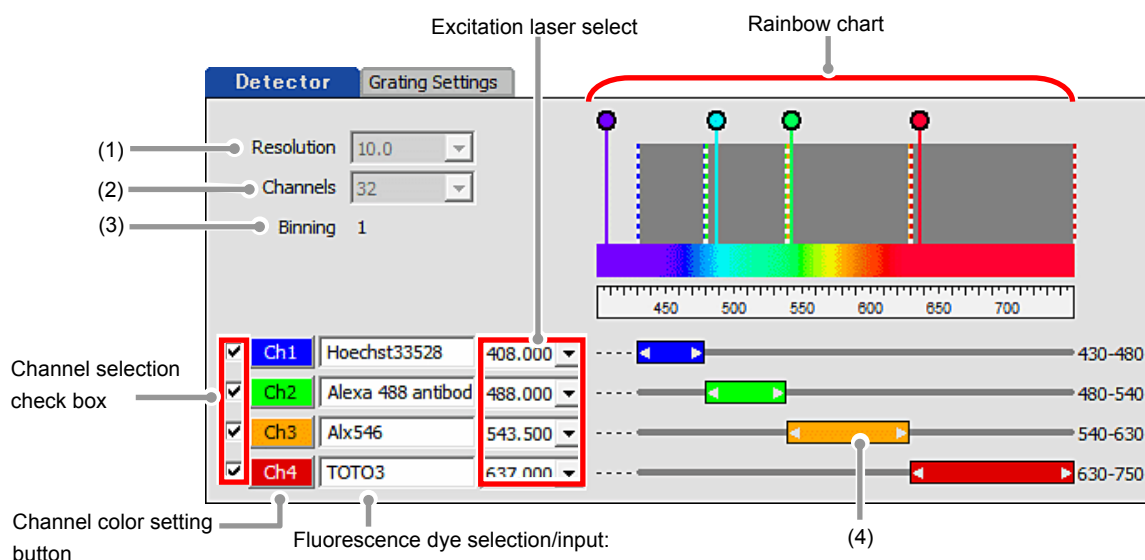 Excitation laser select
Rainbow chart
Detector
Grating Settings
(1)
Resolution
10.0
(2)
Channels
32
(3)
Binning
1
450 500 550 600 650 700
Channel selection
check box
Ch1 Hoechst33528 408.000 430-480
Ch2 Alexa 488 antibod 488.000 480-540
Ch3 Alx546 543.500 540-630
Ch4 TOTO3 637.000 630-750
Channel color setting
button
Fluorescence dye selection/input:
(4)